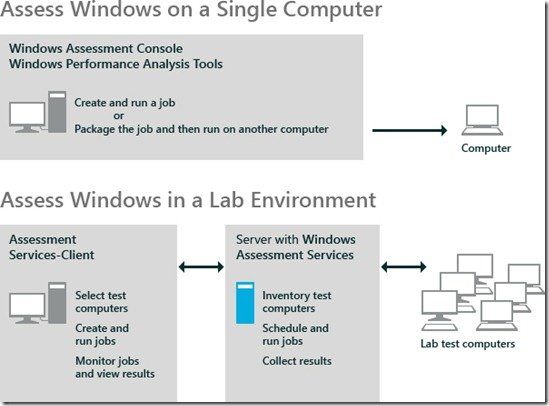 Assess Windows on a Single Computer
Windows Assessment Console
Windows Performance Analysis Tools
Create and run a job
or
Package the job and then run on another computer
Computer
Assess Windows in a Lab Environment
Assessment
Services-Client
Select test
computers
Create and
run jobs
Monitor jobs
and view results
Server with Windows
Assessment Services
Inventory test
computers
Schedule and
run jobs
Collect results
Lab test computers